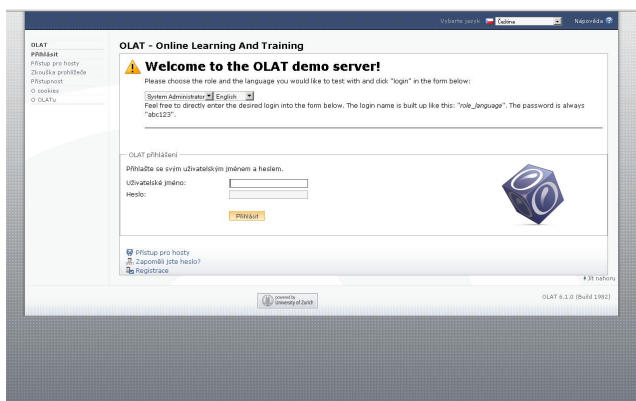 Vyberte jazyk Čeština Nápověda
OLAT
Přihlásit
Přístup pro hosty
Zkouška prohlížeče
Přístupnost
O cookies
O OLATu
OLAT - Online Learning And Training
Welcome to the OLAT demo server!
Please choose the role and the language you would like to test with and click "login" in the form below:
System Administrator English
Feel free to directly enter the desired login into the form below. The login name is built up like this: "role_language". The password is always
"abc123".
OLAT přihlášení
Přihlašte se svým uživatelským jménem a heslem.
Uživatelské jméno:
Heslo:
Přihlásit
Přístup pro hosty
Zapoměli jste heslo?
Registrace
Jít nahoru
powered by
University of Zurich
OLAT 6.1.0 (Build 1982)